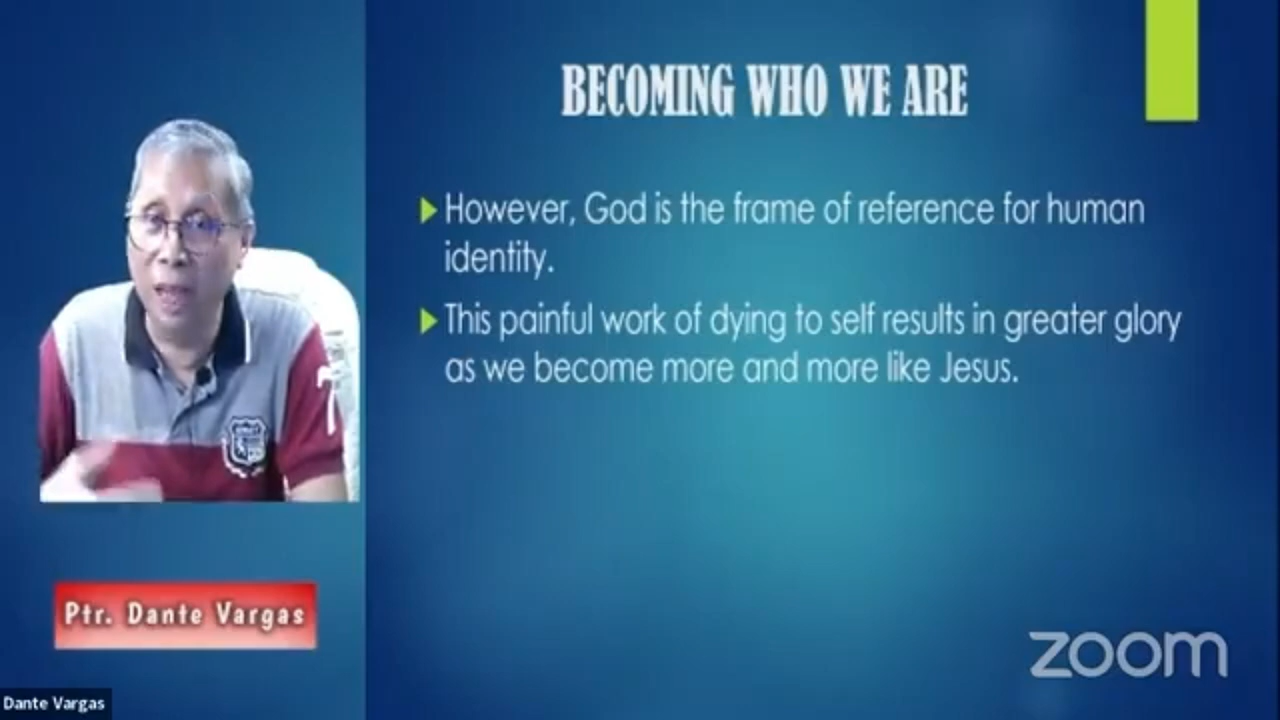 BECOMING WHO WE ARE
However, God is the frame of reference for human
identity.
This painful work of dying to self results in greater glory
as we become more and more like Jesus.
Ptr. Dante Vargas
zoom
Dante Vargas